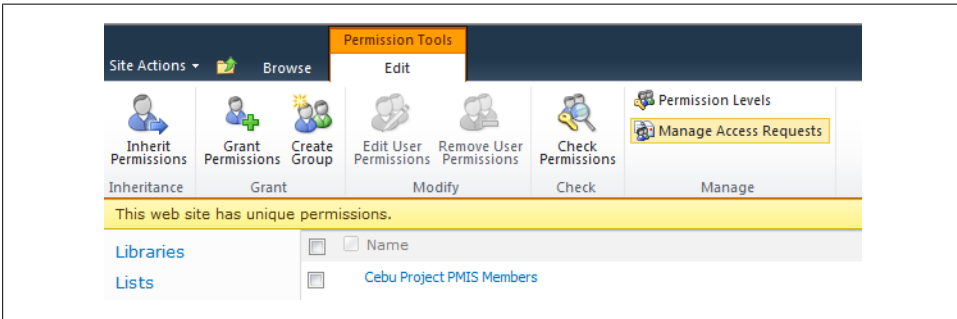 Permission Tools
Site Actions Browse Edit
Inherit Permissions
Grant Permissions
Create Group
Edit User Permissions
Remove User Permissions
Check Permissions
Permission Levels
Manage Access Requests
Inheritance Grant Modify Check Manage
This web site has unique permissions.
Libraries
Name
Lists
Cebu Project PMIS Members